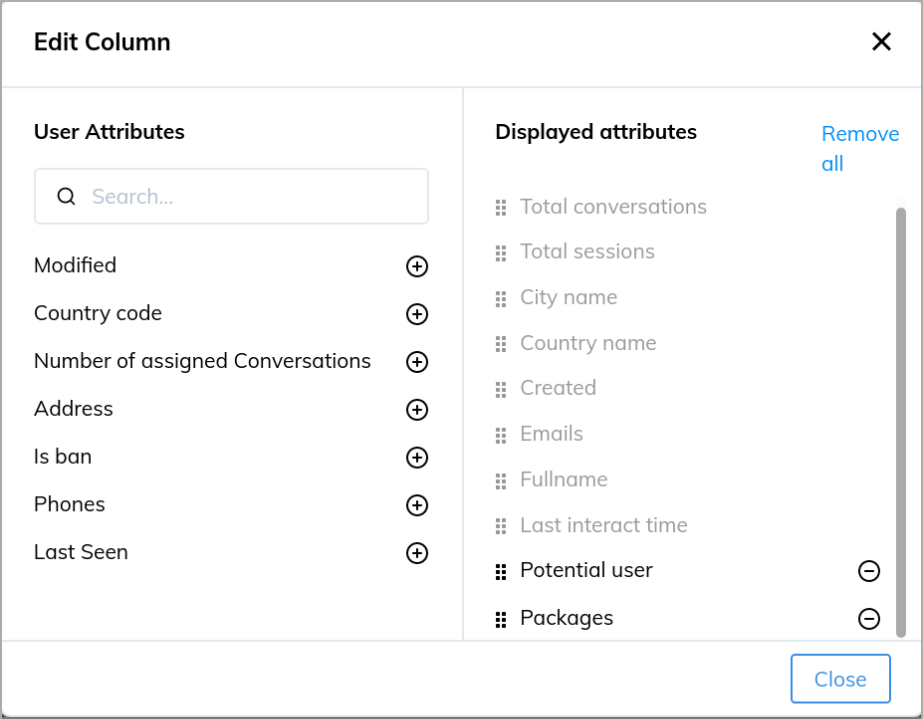 Edit Column
User Attributes
Search...
Modified
Country code
Number of assigned Conversations
Address
Is ban
Phones
Last Seen
Displayed attributes
Remove
all
Total conversations
Total sessions
City name
Country name
Created
Emails
Fullname
Last interact time
Potential user
Packages
Close